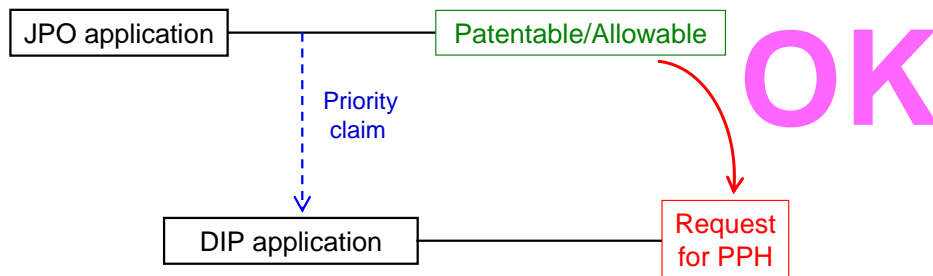 JPO application
Patentable/Allowable
OK
Priority
claim
DIP application
Request
for PPH